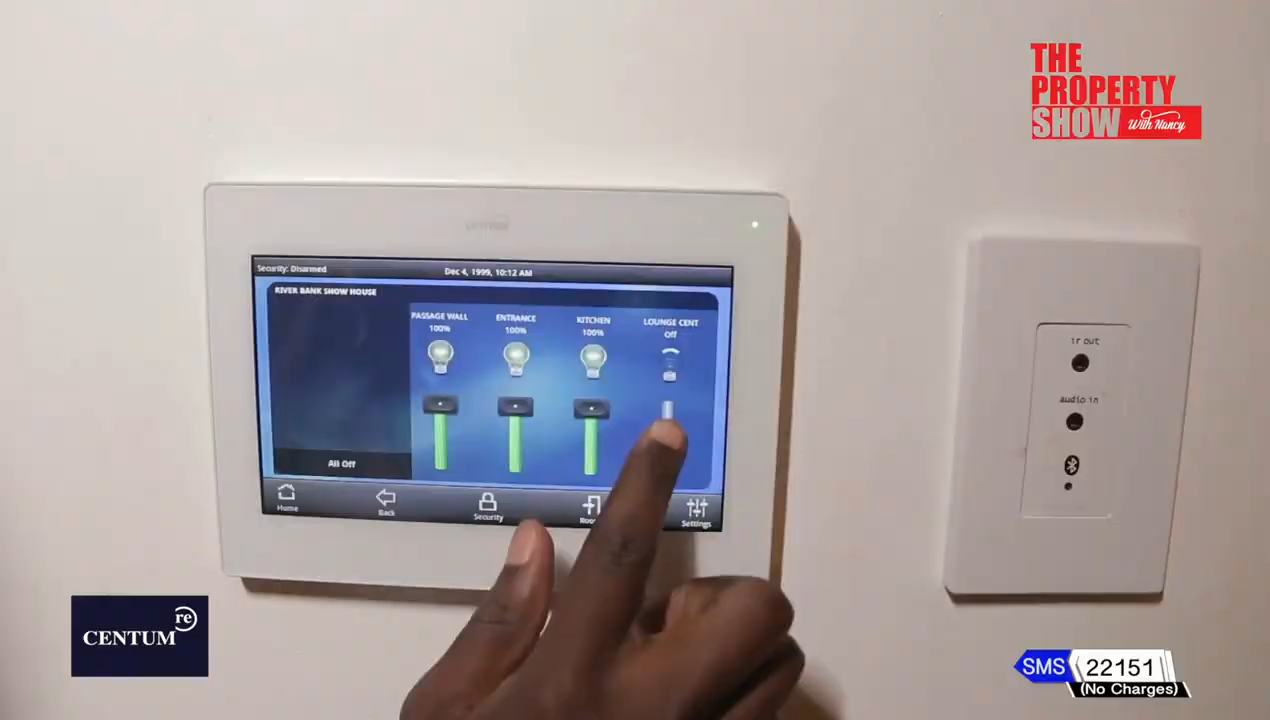 THE
PROPERTY
SHOW With Nancy
Security: Disarmed
Dec 4, 1999, 10:12 AM
RIVER BANK SHOW HOUSE
PASSAGE WALL
100%
ENTRANCE
100%
KITCHEN
100%
LOUNGE CENT
Off
All Off
Home
Back
Security
Settings
ir out
audio in
CENTUM re
SMS 22151
(No Charges)